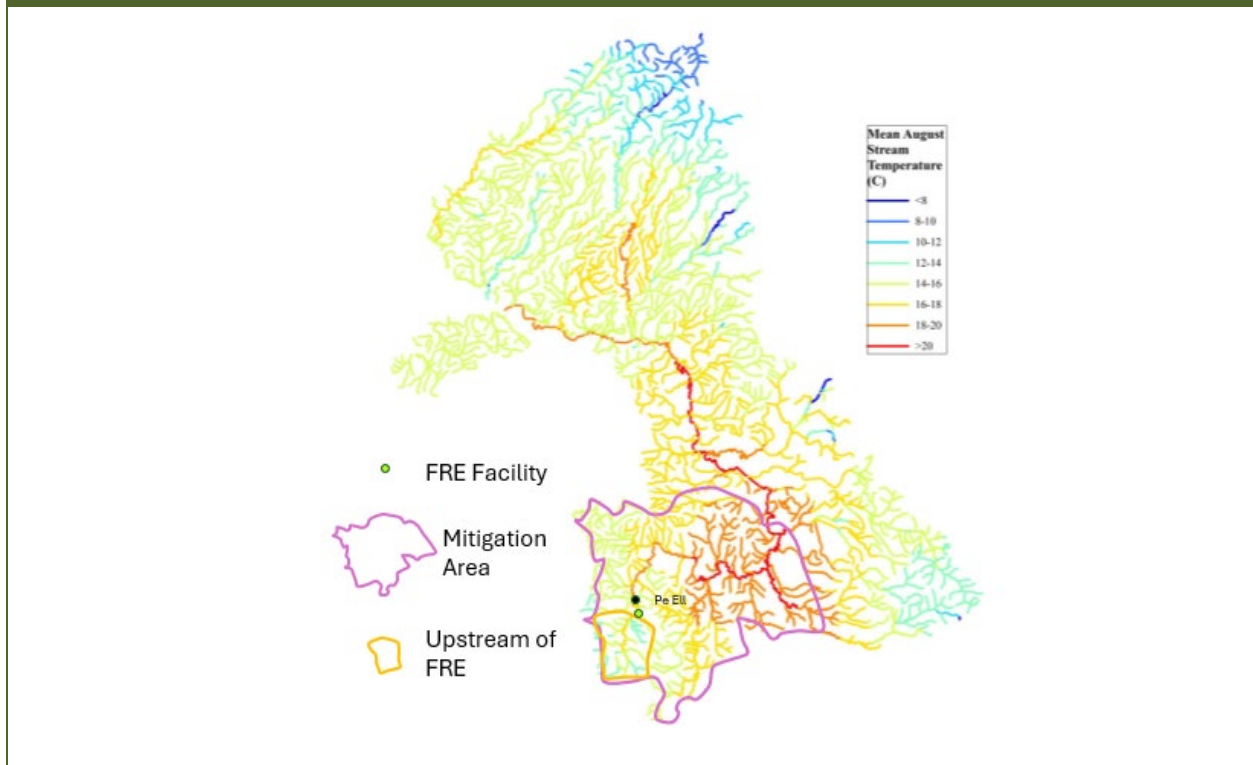 Mean August
Stream
Temperature
(C)
<8
8-10
10-12
12-14
14-16
16-18
18-20
>20
FRE Facility
Mitigation
Area
Pe Ell
Upstream of
FRE